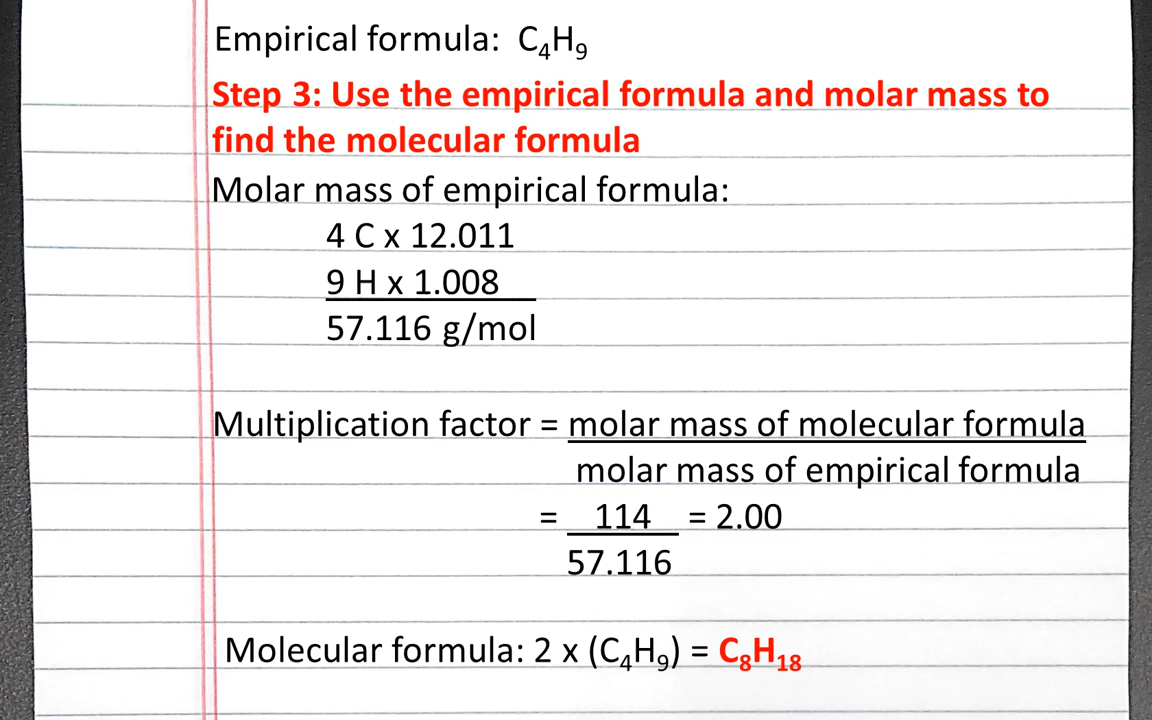 Empirical formula:  C₄H₉
Step 3: Use the empirical formula and molar mass to
find the molecular formula
Molar mass of empirical formula:
4 C x 12.011
9 H x 1.008
57.116 g/mol
Multiplication factor = molar mass of molecular formula
molar mass of empirical formula
= 114 = 2.00
57.116
Molecular formula: 2 x (C₄H₉) = C₈H₁₈